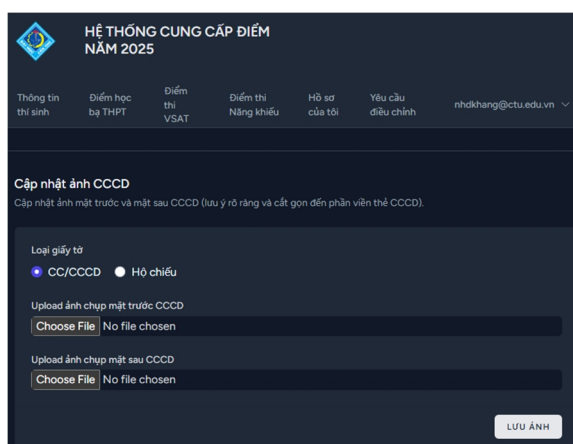 HỆ THỐNG CUNG CẤP ĐIỂM
NĂM 2025
Thông tin
thí sinh
Điểm học
bạ THPT
Điểm
thi
VSAT
Điểm thi
Năng khiếu
Hồ sơ
của tôi
Yêu cầu
điều chỉnh
nhdkhang@ctu.edu.vn
Cập nhật ảnh CCCD
Cập nhật ảnh mặt trước và mặt sau CCCD (lưu ý rõ ràng và cắt gọn đến phần viền thẻ CCCD).
Loại giấy tờ
CC/CCCD Hộ chiếu
Upload ảnh chụp mặt trước CCCD
Choose File No file chosen
Upload ảnh chụp mặt sau CCCD
Choose File No file chosen
LƯU ẢNH